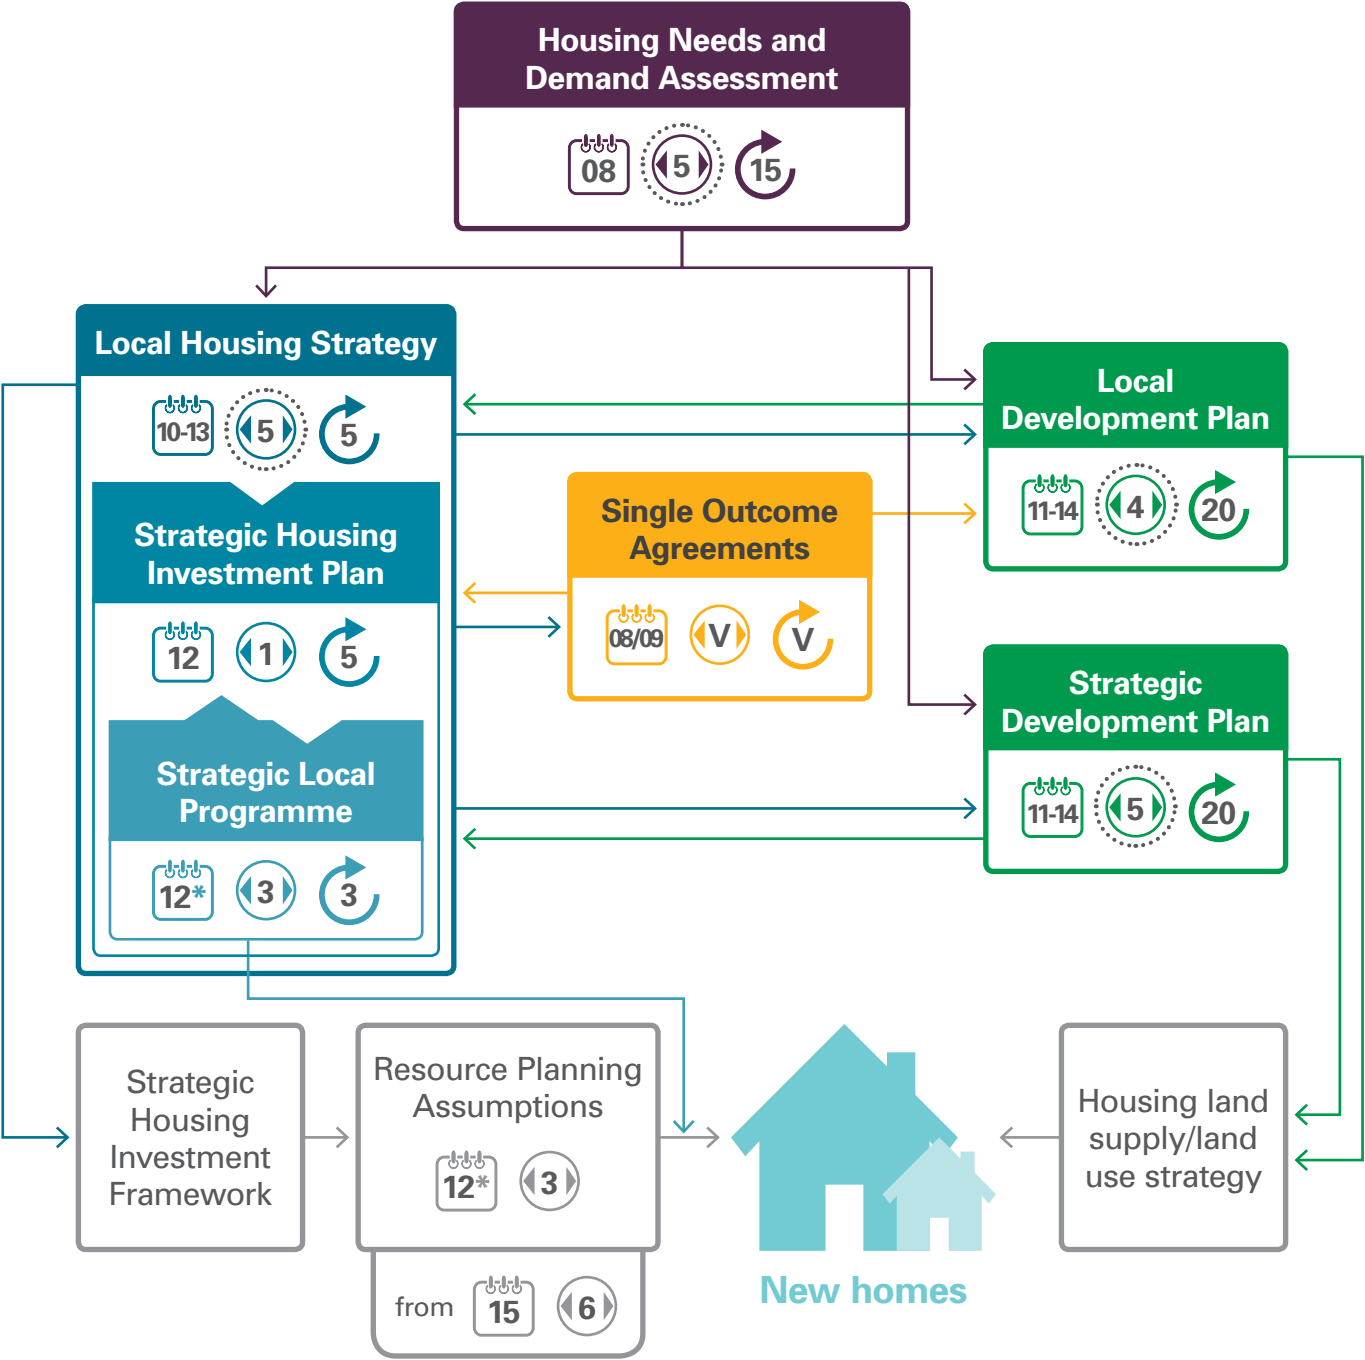 Housing Needs and
Demand Assessment
08
5
15
Local Housing Strategy
10-13
5
5
Strategic Housing
Investment Plan
12
1
5
Strategic Local
Programme
12*
3
3
Single Outcome
Agreements
08/09
V
V
Local
Development Plan
11-14
4
20
Strategic
Development Plan
11-14
5
20
Strategic
Housing
Investment
Framework
Resource Planning
Assumptions
12*
3
from
15
6
New homes
Housing land
supply/land
use strategy